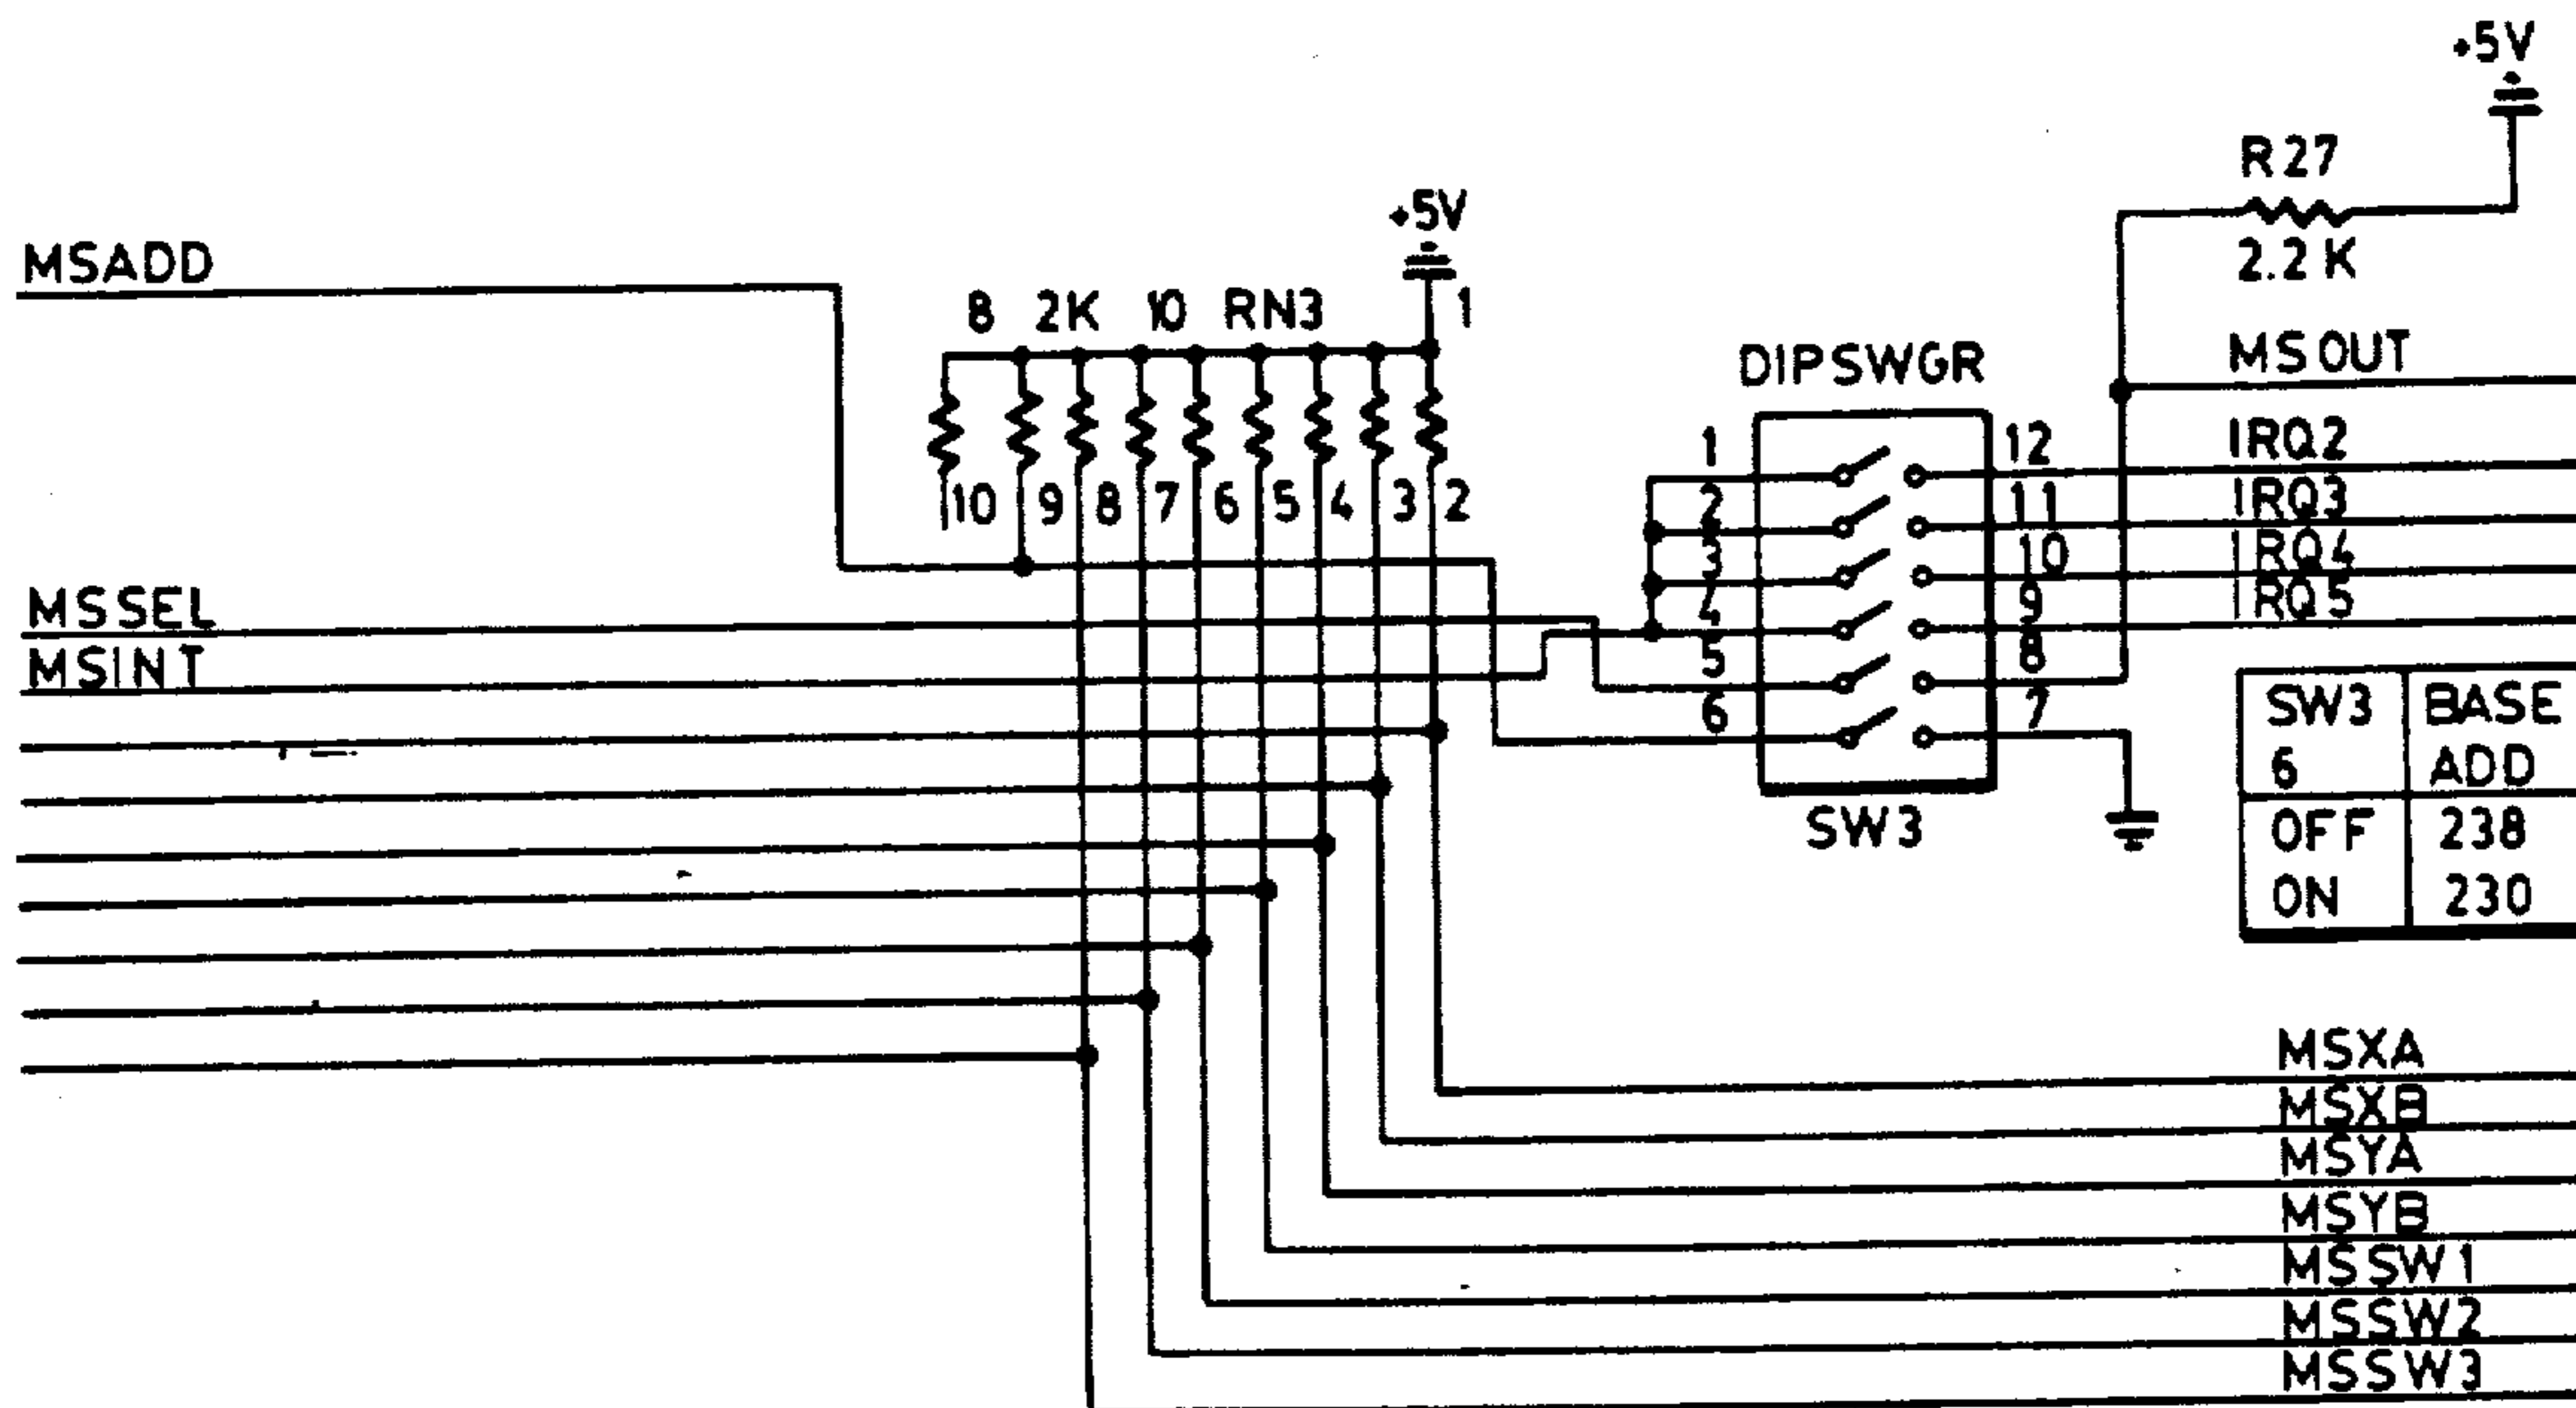 +5V
R27
2.2K
+5V
MSADD
8 2K 10 RN3 1
10 9 8 7 6 5 4 3 2
DIPSWGR
1 12
2 11
3 10
4 9
5 8
6 7
SW3
MSOUT
IRQ2
IRQ3
IRQ4
IRQ5
MSSEL
MSINT
SW3 BASE
6 ADD
OFF 238
ON 230
MSXA
MSXB
MSYA
MSYB
MSSW1
MSSW2
MSSW3